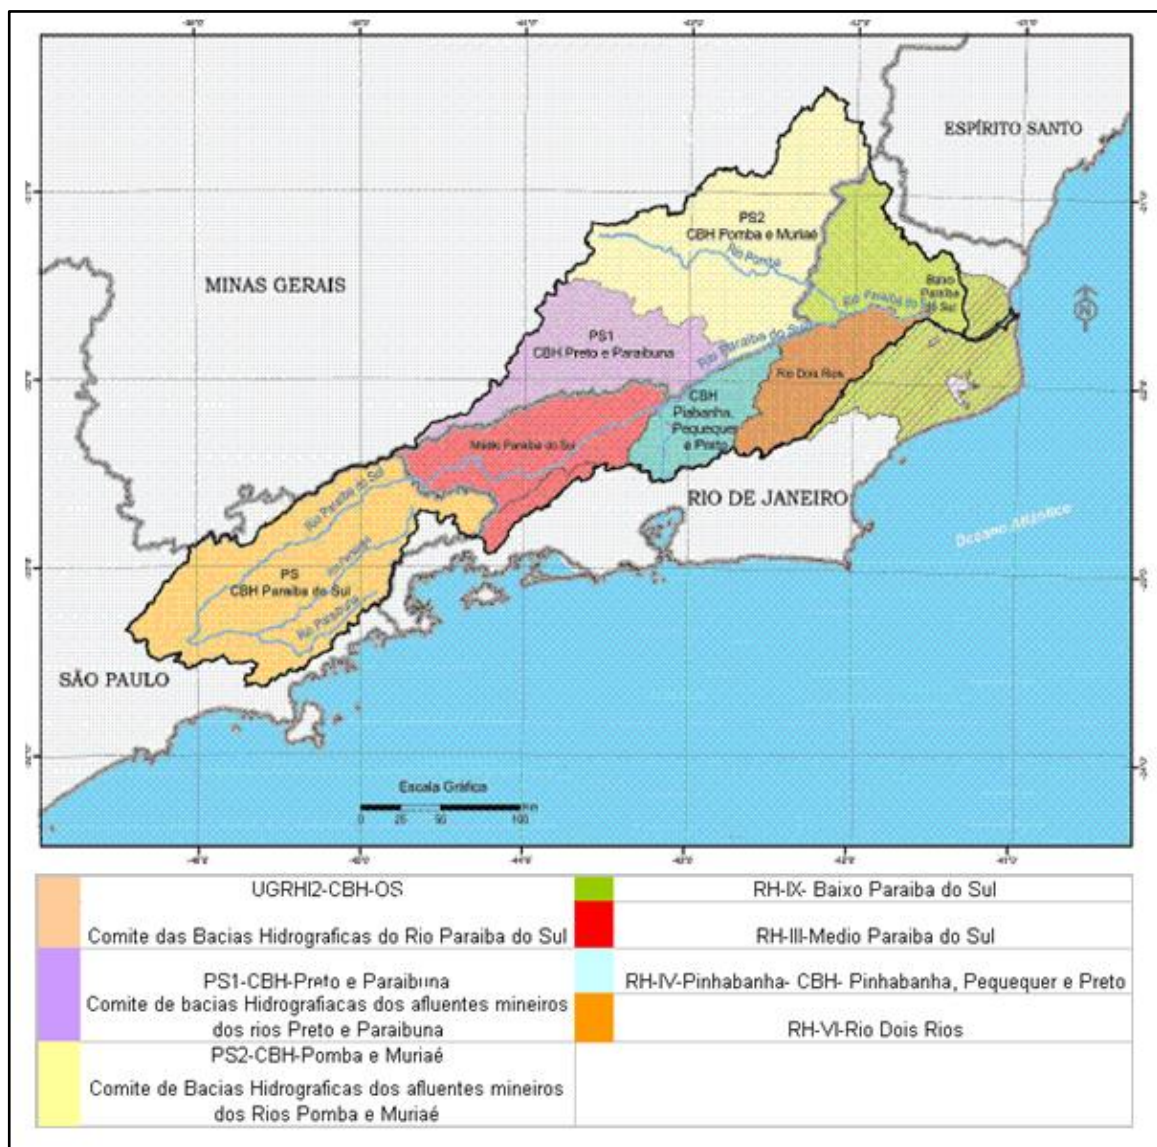 ESPÍRITO SANTO
PS2
CBH Pomba e Muriaé
Rio Pomba
MINAS GERAIS
Baixo
Paraiba
do Sul
Rio Paraiba do Sul
PS1
CBH Preto e Paraibuna
Rio Paraiba do Sul
Rio Dois Rios
CBH
Piabanha,
Pequequer
e Preto
Médio Paraiba do Sul
RIO DE JANEIRO
Rio Paraiba do Sul
Oceano Atlântico
PS
CBH Paraiba do Sul
Rio Paraibuna
SÃO PAULO
N
Escala Gráfica
0 25 50 100
Km
UGRHI2-CBH-OS
Comite das Bacias Hidrograficas do Rio Paraiba do Sul
PS1-CBH-Preto e Paraibuna
Comite de bacias Hidrografiacas dos afluentes mineiros
dos rios Preto e Paraibuna
PS2-CBH-Pomba e Muriaé
Comite de Bacias Hidrograficas dos afluentes mineiros
dos Rios Pomba e Muriaé
RH-IX- Baixo Paraiba do Sul
RH-III-Medio Paraiba do Sul
RH-IV-Pinhabanha- CBH- Pinhabanha, Pequequer e Preto
RH-VI-Rio Dois Rios